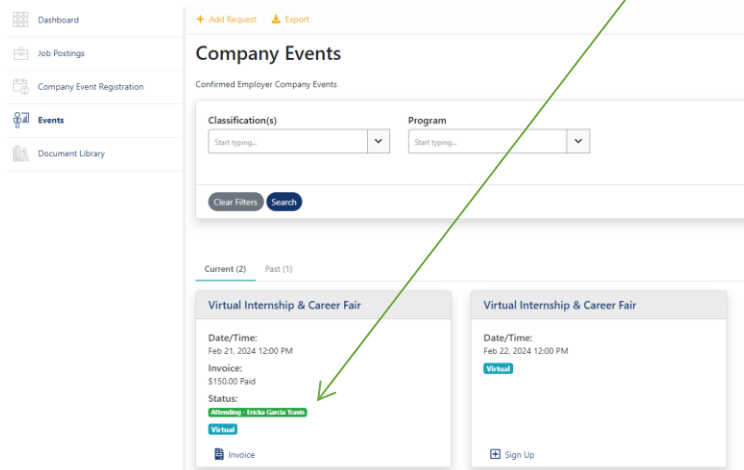 Dashboard
Job Postings
Company Event Registration
Events
Document Library
Add Request Export
Company Events
Confirmed Employer Company Events
Classification(s) Program
Start typing... Start typing...
Clear Filters Search
Current (2) Past (1)
Virtual Internship & Career Fair
Date/Time:
Feb 21, 2024 12:00 PM
Invoice:
$150.00 Paid
Status:
Attending - Ericka Garcia Travis
Virtual
Invoice
Virtual Internship & Career Fair
Date/Time:
Feb 22, 2024 12:00 PM
Virtual
Sign Up